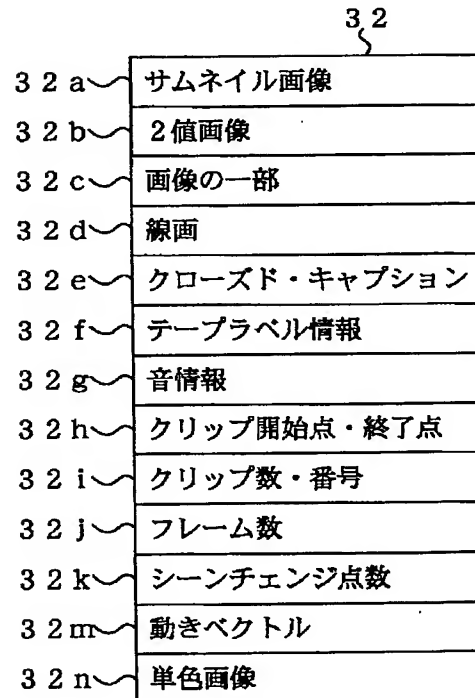 32
32a サムネイル画像
32b 2値画像
32c 画像の一部
32d 線画
32e クローズド・キャプション
32f テープラベル情報
32g 音情報
32h クリップ開始点・終了点
32i クリップ数・番号
32j フレーム数
32k シーンチェンジ点数
32m 動きベクトル
32n 単色画像